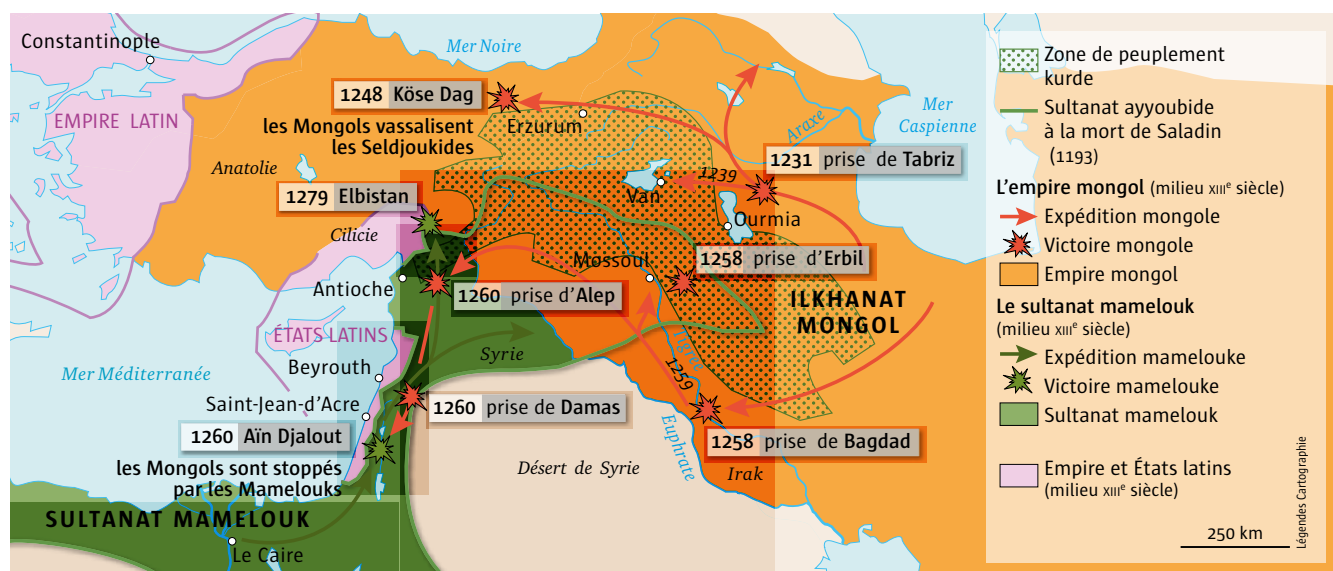 Constantinople
Mer Noire
1248 Köse Dag
les Mongols vassalisent
les Seldjoukides
Erzurum
EMPIRE LATIN
Anatolie
Araxe
Mer
Caspienne
1231 prise de Tabriz
1239
Van
Ourmia
1279 Elbistan
Cilicie
Mossoul
1258 prise d'Erbil
Antioche
1260 prise d'Alep
ILKHANAT
MONGOL
ÉTATS LATINS
Syrie
Tigre
Beyrouth
Mer Méditerranée
1259
Saint-Jean-d'Acre
1260 prise de Damas
1260 Aïn Djalout
les Mongols sont stoppés
par les Mamelouks
1258 prise de Bagdad
Euphrate
Désert de Syrie
Irak
SULTANAT MAMELOUK
Le Caire
Zone de peuplement
kurde
Sultanat ayyoubide
à la mort de Saladin
(1193)
L'empire mongol (milieu XIIIe siècle)
Expédition mongole
Victoire mongole
Empire mongol
Le sultanat mamelouk
(milieu XIIIe siècle)
Expédition mamelouke
Victoire mamelouke
Sultanat mamelouk
Empire et États latins
(milieu XIIIe siècle)
250 km
Légendes Cartographie